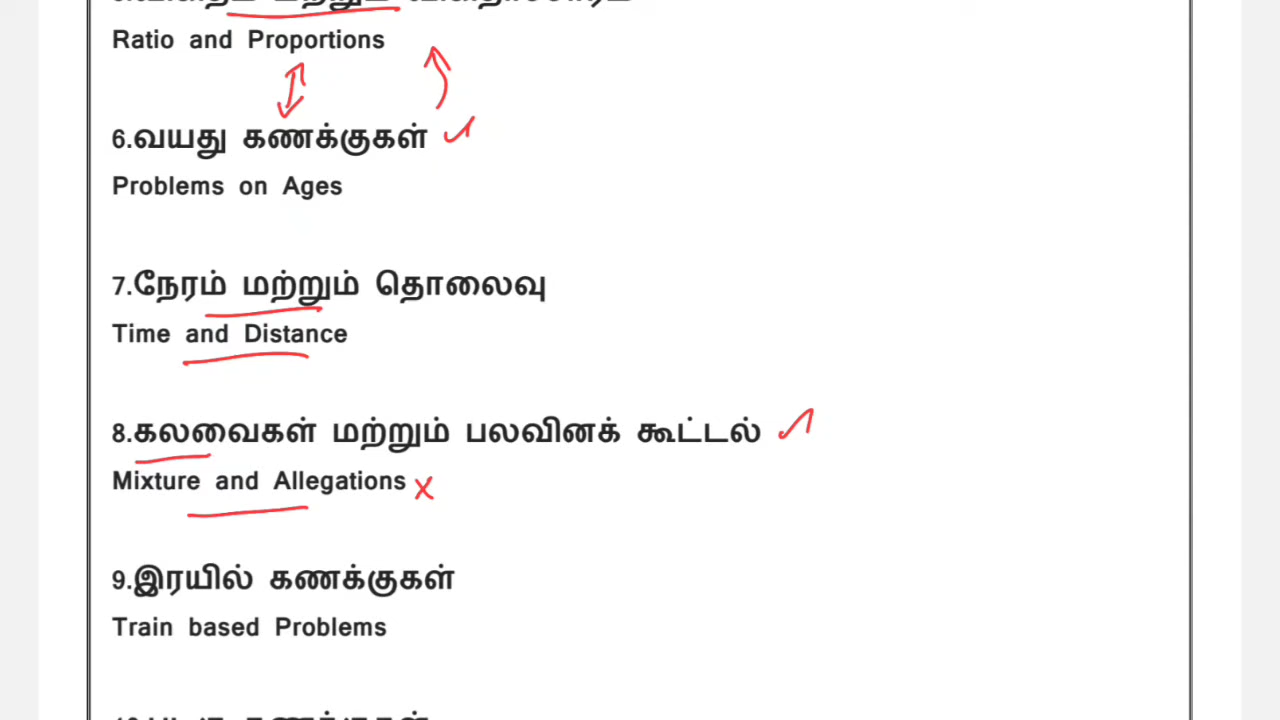 Ratio and Proportions
6.வயது கணக்குகள்
Problems on Ages
7.நேரம் மற்றும் தொலைவு
Time and Distance
8.கலவைகள் மற்றும் பலவினக் கூட்டல்
Mixture and Allegations x
9.இரயில் கணக்குகள்
Train based Problems